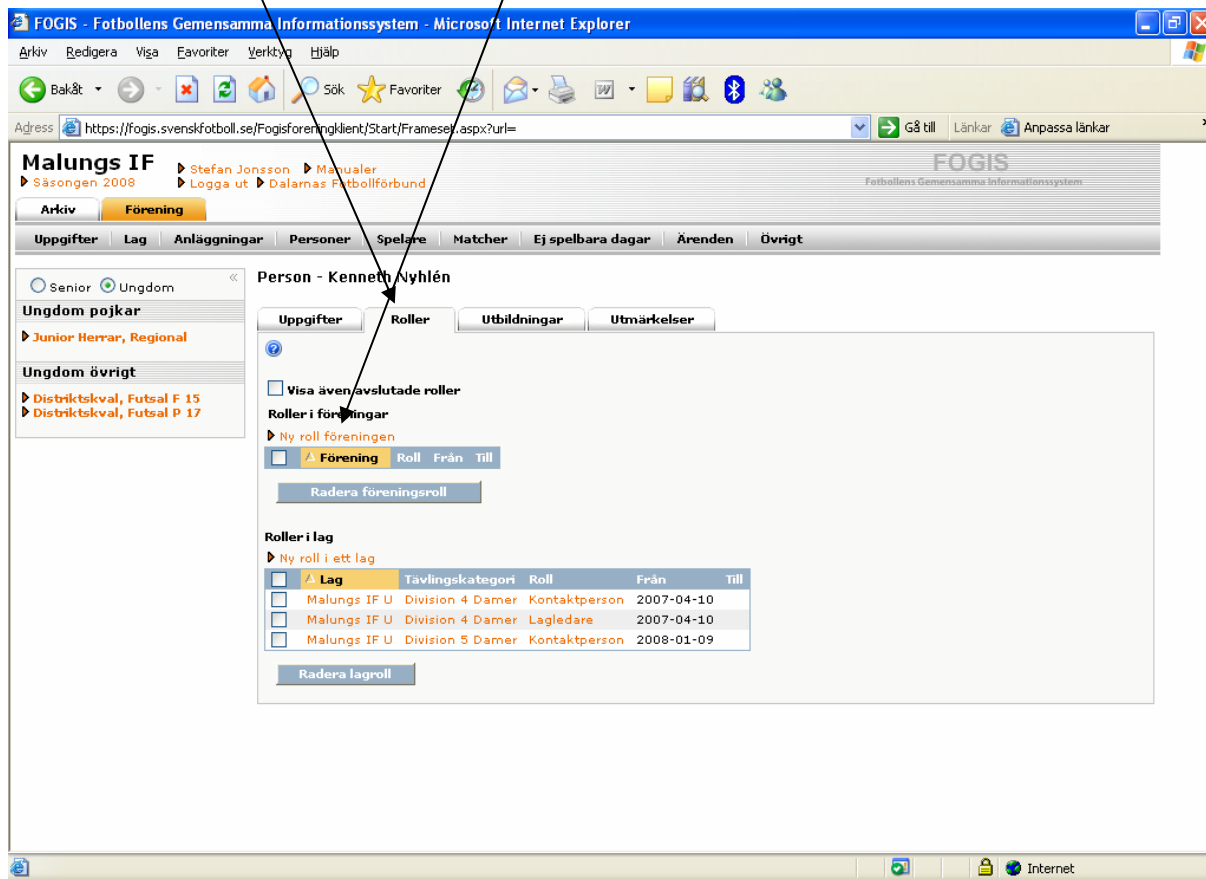 FOGIS - Fotbollens Gemensamma Informationssystem - Microsoft Internet Explorer
Arkiv Redigera Visa Favoriter Verktyg Hjälp
Bakåt Sök Favoriter
Adress https://fogis.svenskfotboll.se/Fogisforeningklient/Start/Frameset.aspx?url= Gå till Länkar Anpassa länkar
Malungs IF Stefan Jonsson Manualer FOGIS
Säsongen 2008 Logga ut Dalarnas Fotbollförbund Fotbollens Gemensamma Informationssystem
Arkiv Förening
Uppgifter Lag Anläggningar Personer Spelare Matcher Ej spelbara dagar Ärenden Övrigt
Senior Ungdom «
Ungdom pojkar
Junior Herrar, Regional
Ungdom övrigt
Distriktskval, Futsal F 15
Distriktskval, Futsal P 17
Person - Kenneth Nyhlén
Uppgifter Roller Utbildningar Utmärkelser
Visa även avslutade roller
Roller i föreningar
Ny roll föreningen
Förening Roll Från Till
Radera föreningsroll
Roller i lag
Ny roll i ett lag
Lag Tävlingskategori Roll Från Till
Malungs IF U Division 4 Damer Kontaktperson 2007-04-10
Malungs IF U Division 4 Damer Lagledare 2007-04-10
Malungs IF U Division 5 Damer Kontaktperson 2008-01-09
Radera lagroll
Internet